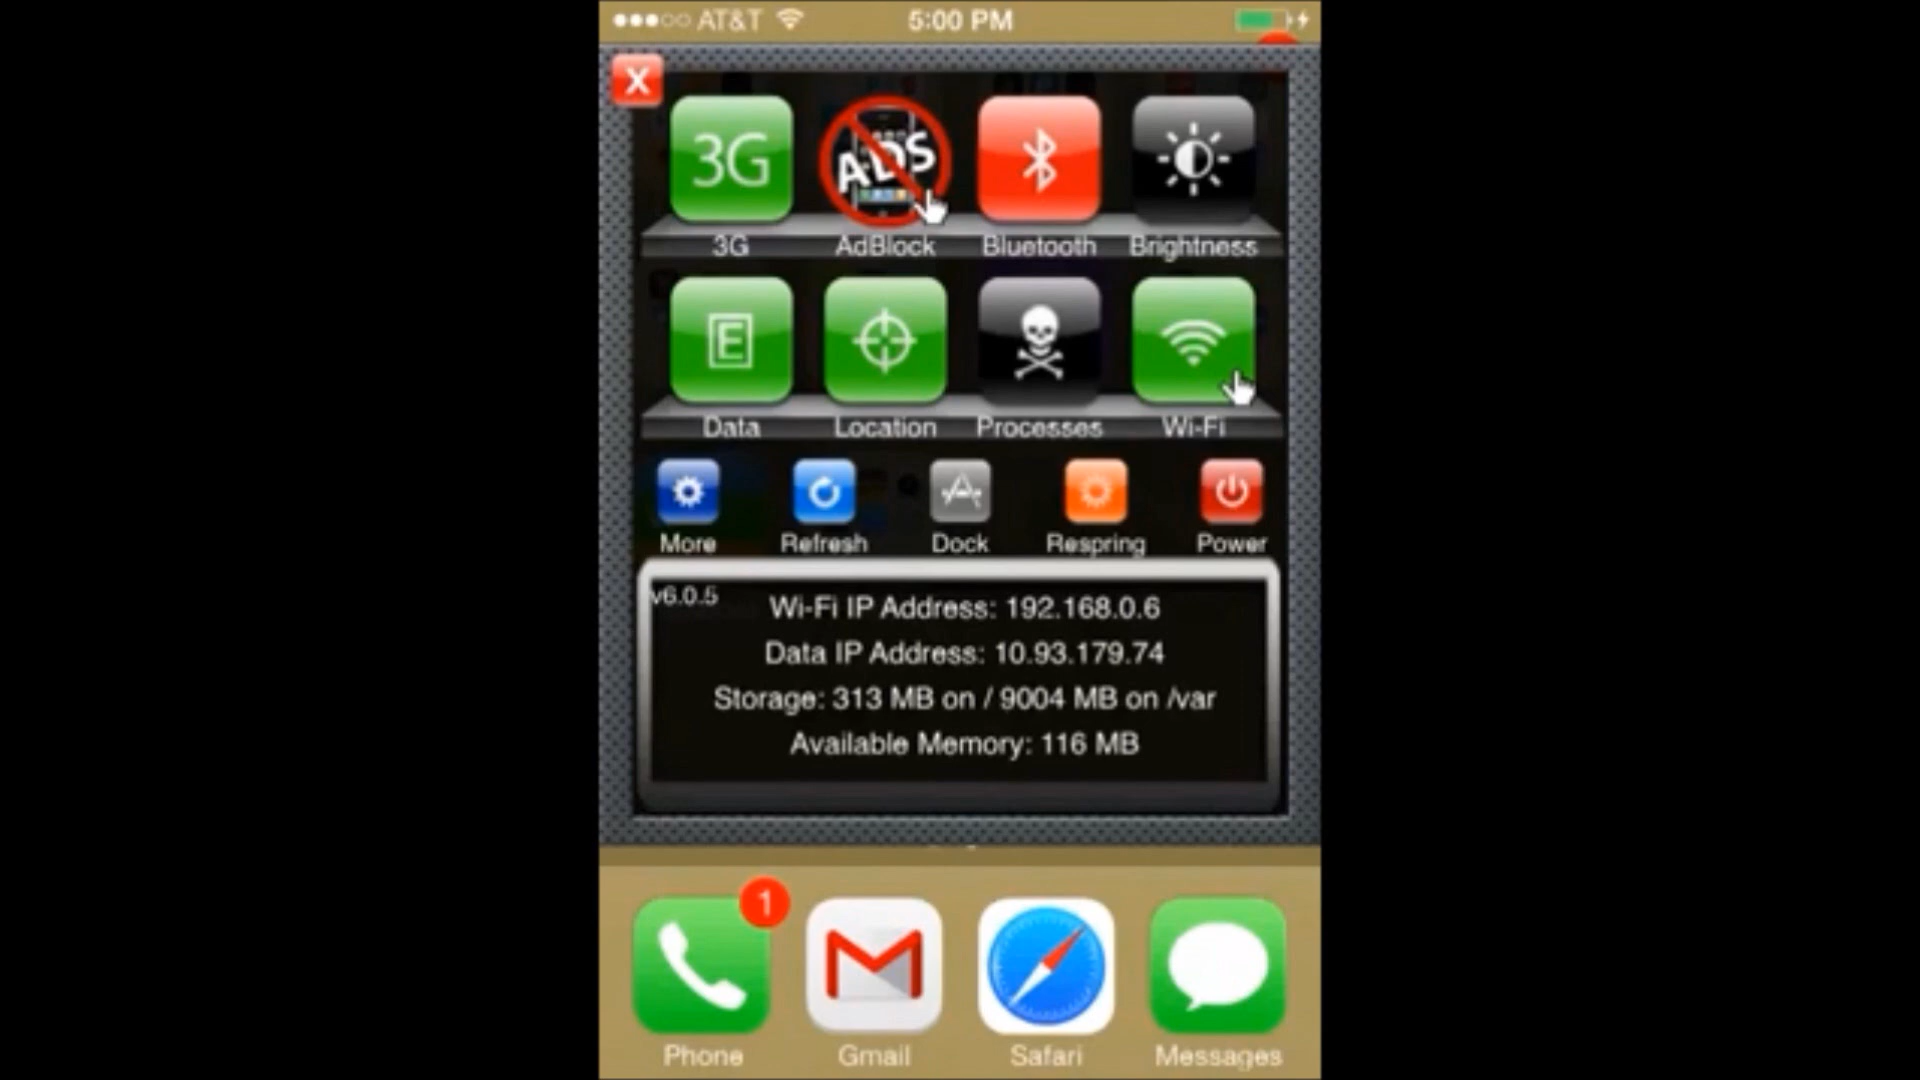 AT&T 5:00 PM
X
3G ADS
3G AdBlock Bluetooth Brightness
E
Data Location Processes Wi-Fi
More Refresh Dock Respring Power
v6.0.5
Wi-Fi IP Address: 192.168.0.6
Data IP Address: 10.93.179.74
Storage: 313 MB on / 9004 MB on /var
Available Memory: 116 MB
1
Phone Gmail Safari Messages